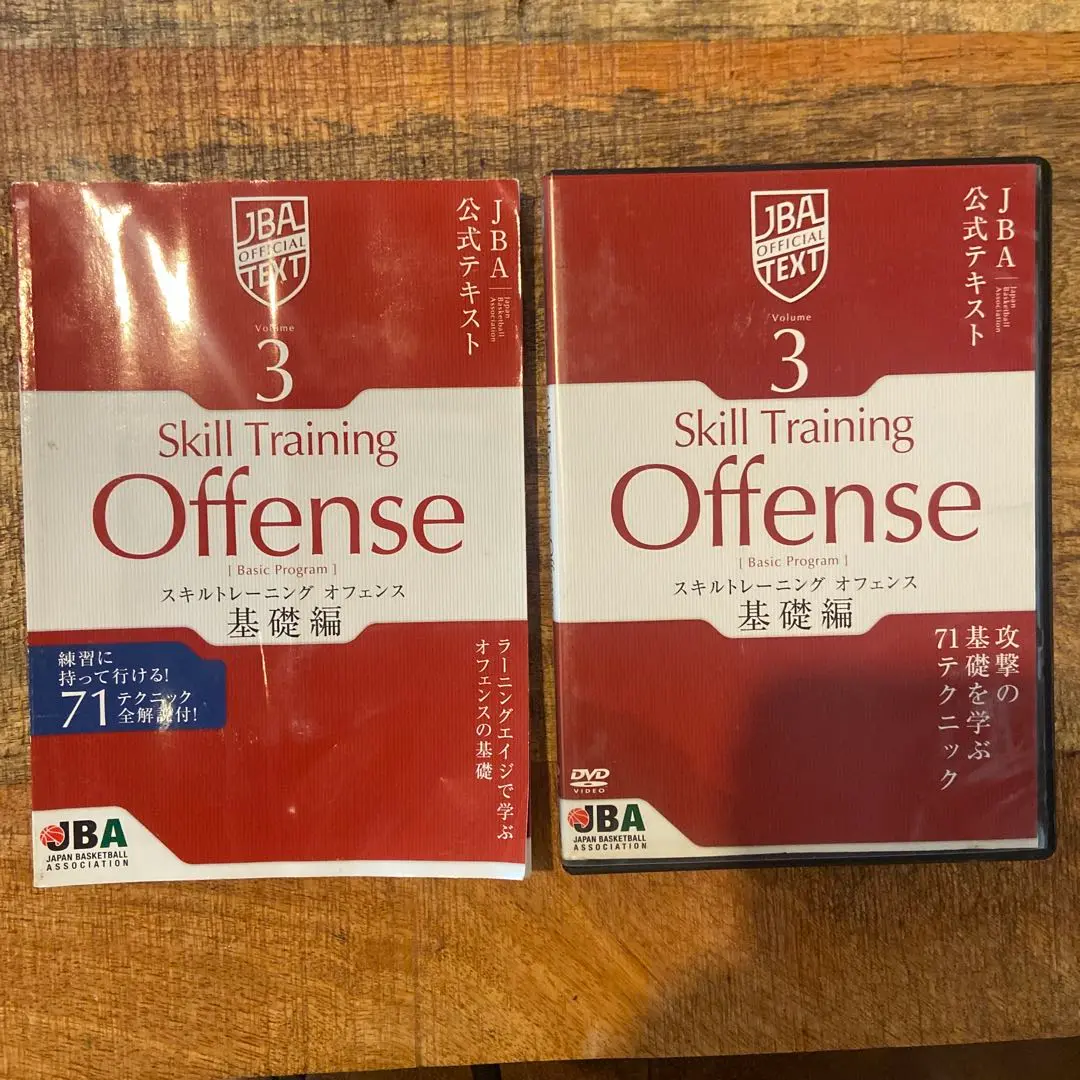 JBA
OFFICIAL
TEXT
Volume
3
JBA
Japan
Basketball
Association
公式テキスト
Skill Training
Offense
[ Basic Program ]
スキルトレーニング オフェンス
基礎編
練習に
持って行ける!
71テクニック
全解説付!
ラーニングエイジで学ぶ
オフェンスの基礎
JBA
JAPAN BASKETBALL
ASSOCIATION
JBA
OFFICIAL
TEXT
Volume
3
JBA
Japan
Basketball
Association
公式テキスト
Skill Training
Offense
[ Basic Program ]
スキルトレーニング オフェンス
基礎編
攻撃の
基礎を学ぶ
71テクニック
DVD
VIDEO
JBA
JAPAN BASKETBALL
ASSOCIATION